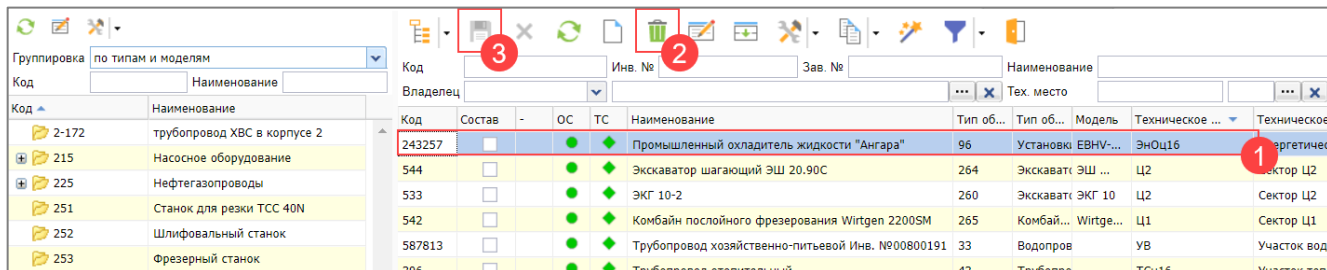 3
2
Группировка по типам и моделям
Код Наименование
Код Наименование
2-172 трубопровод ХВС в корпусе 2
215 Насосное оборудование
225 Нефтегазопроводы
251 Станок для резки ТСС 40N
252 Шлифовальный станок
253 Фрезерный станок
Код Инв. № Зав. № Наименование
Владелец Тех. место
Код Состав - ОС ТС Наименование Тип об... Тип об... Модель Техническое ... Техническое
243257 Промышленный охладитель жидкости "Ангара" 96 Установки EBHV-... ЭнОц16
1
544 Экскаватор шагающий ЭШ 20.90С 264 Экскавато ЭШ ... Ц2 Сектор Ц2
533 ЭКГ 10-2 260 Экскавато ЭКГ 10 Ц2 Сектор Ц2
542 Комбайн послойного фрезерования Wirtgen 2200SM 265 Комбай... Wirtge... Ц1 Сектор Ц1
587813 Трубопровод хозяйственно-питьевой Инв. №00800191 33 Водопров УВ Участок вод